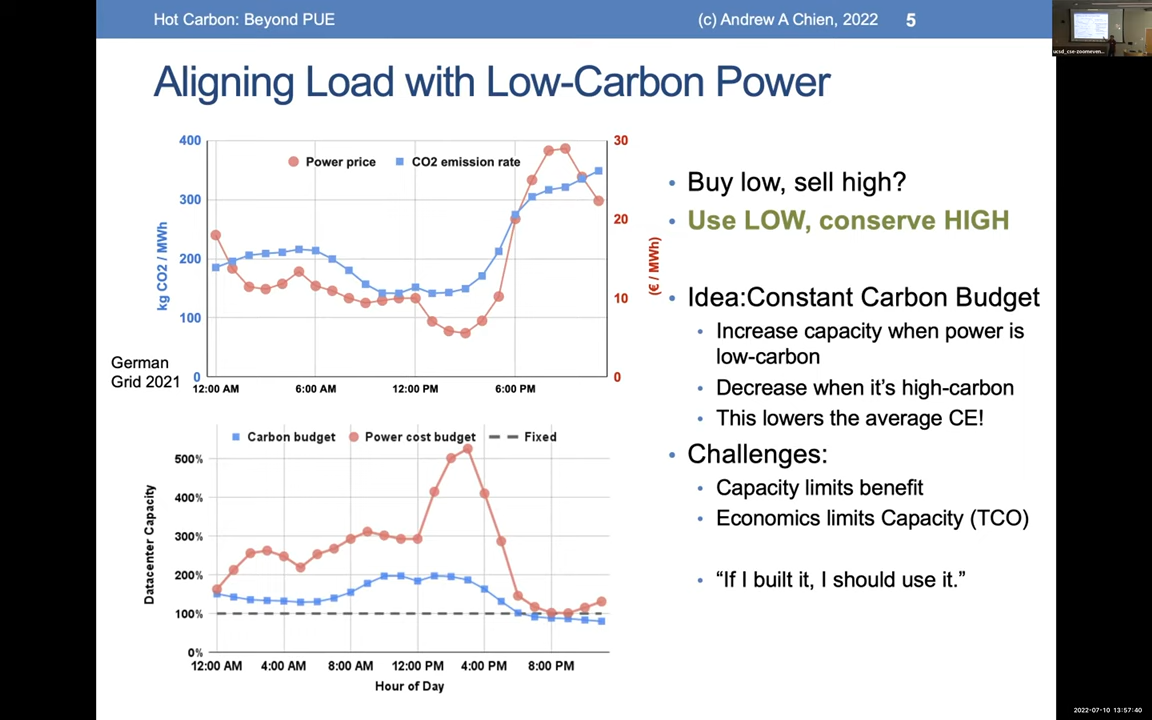 Hot Carbon: Beyond PUE
(c) Andrew A Chien, 2022
5
ucsd_cse-zoomeven...
Aligning Load with Low-Carbon Power
400
300
200
100
0
kg CO2 / MWh
Power price
CO2 emission rate
30
20
10
0
(€ / MWh)
German
Grid 2021
12:00 AM
6:00 AM
12:00 PM
6:00 PM
Carbon budget
Power cost budget
Fixed
500%
400%
300%
200%
100%
0%
Datacenter Capacity
12:00 AM
4:00 AM
8:00 AM
12:00 PM
4:00 PM
8:00 PM
Hour of Day
• Buy low, sell high?
• Use LOW, conserve HIGH
• Idea:Constant Carbon Budget
• Increase capacity when power is
low-carbon
• Decrease when it's high-carbon
• This lowers the average CE!
• Challenges:
• Capacity limits benefit
• Economics limits Capacity (TCO)
• “If I built it, I should use it.”
2022-07-10 13:57:40